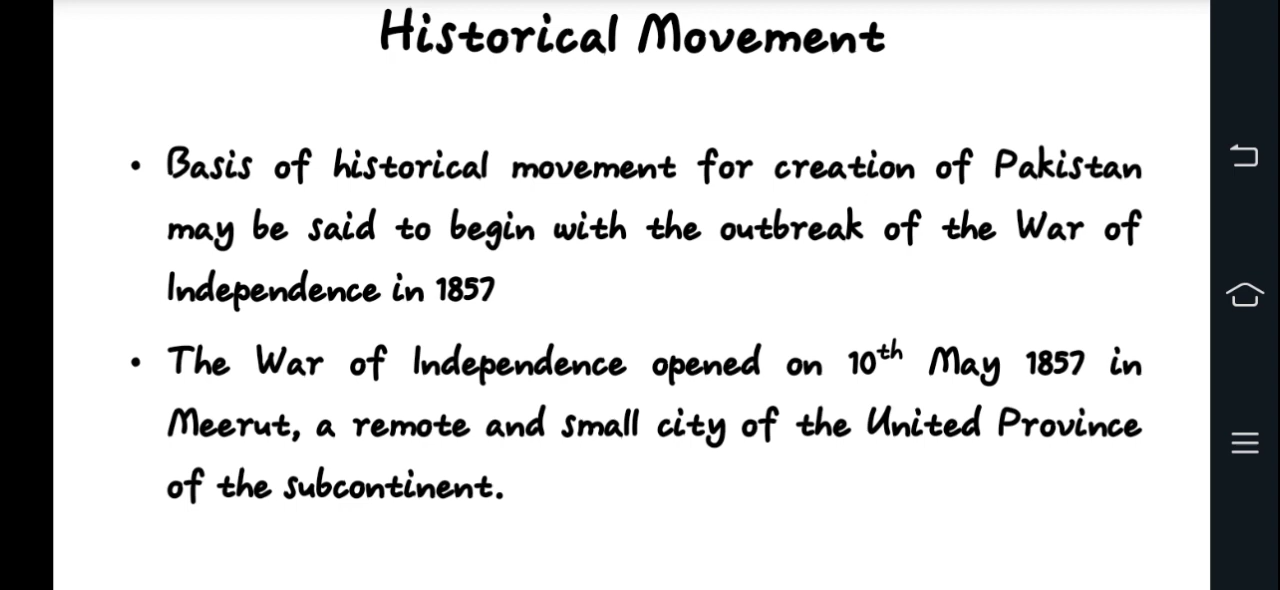 Historical Movement
• Basis of historical movement for creation of Pakistan
may be said to begin with the outbreak of the War of
Independence in 1857
• The War of Independence opened on 10th May 1857 in
Meerut, a remote and small city of the United Province
of the subcontinent.